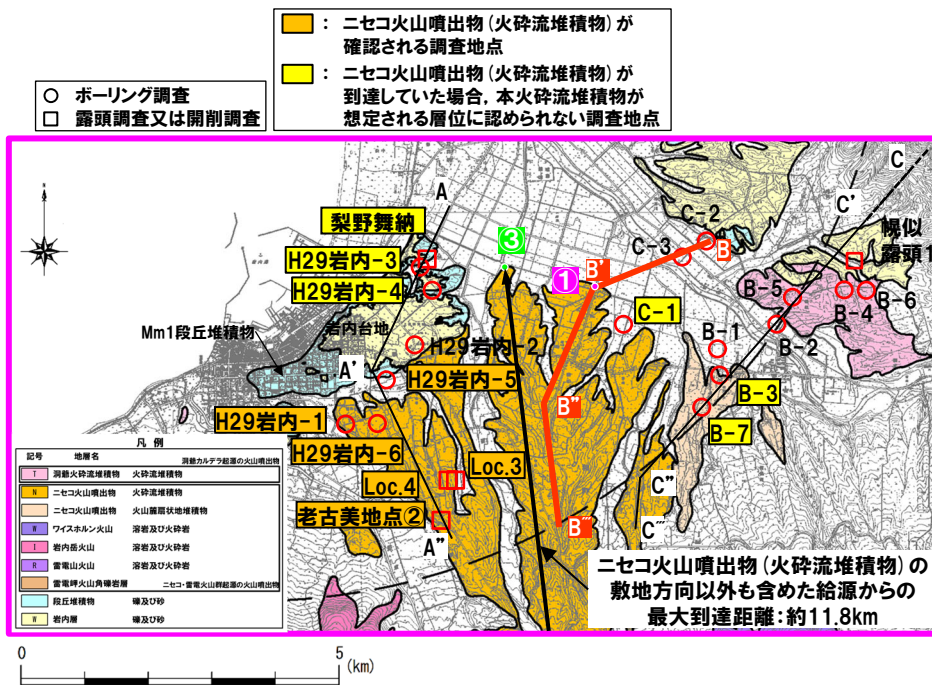 ： ニセコ火山噴出物（火砕流堆積物）が
確認される調査地点
： ニセコ火山噴出物（火砕流堆積物）が
到達していた場合，本火砕流堆積物が
想定される層位に認められない調査地点
○ ボーリング調査
□ 露頭調査又は開削調査
C
A
C'
梨野舞納
③
C-2
幌似
露頭1
H29岩内-3
C-3
B
①
B'
H29岩内-4
B-5
B-4
B-6
岩内台地
C-1
Mm1段丘堆積物
H29岩内-2
B-1
B-2
A'
H29岩内-5
B-3
B''
H29岩内-1
B-7
H29岩内-6
Loc.3
Loc.4
C''
老古美地点②
A''
B'''
C'''
ニセコ火山噴出物（火砕流堆積物）の
敷地方向以外も含めた給源からの
最大到達距離：約11.8km
凡 例
記号 地層名
洞爺カルデラ起源の火山噴出物
T 洞爺火砕流堆積物 火砕流堆積物
N ニセコ火山噴出物 火砕流堆積物
ニセコ火山噴出物 火山麓扇状地堆積物
W ワイスホルン火山 溶岩及び火砕岩
I 岩内岳火山 溶岩及び火砕岩
R 雷電山火山 溶岩及び火砕岩
雷電岬火山角礫岩層
ニセコ・雷電火山群起源の火山噴出物
段丘堆積物 礫及び砂
W 岩内層 礫及び砂
0 5
(km)